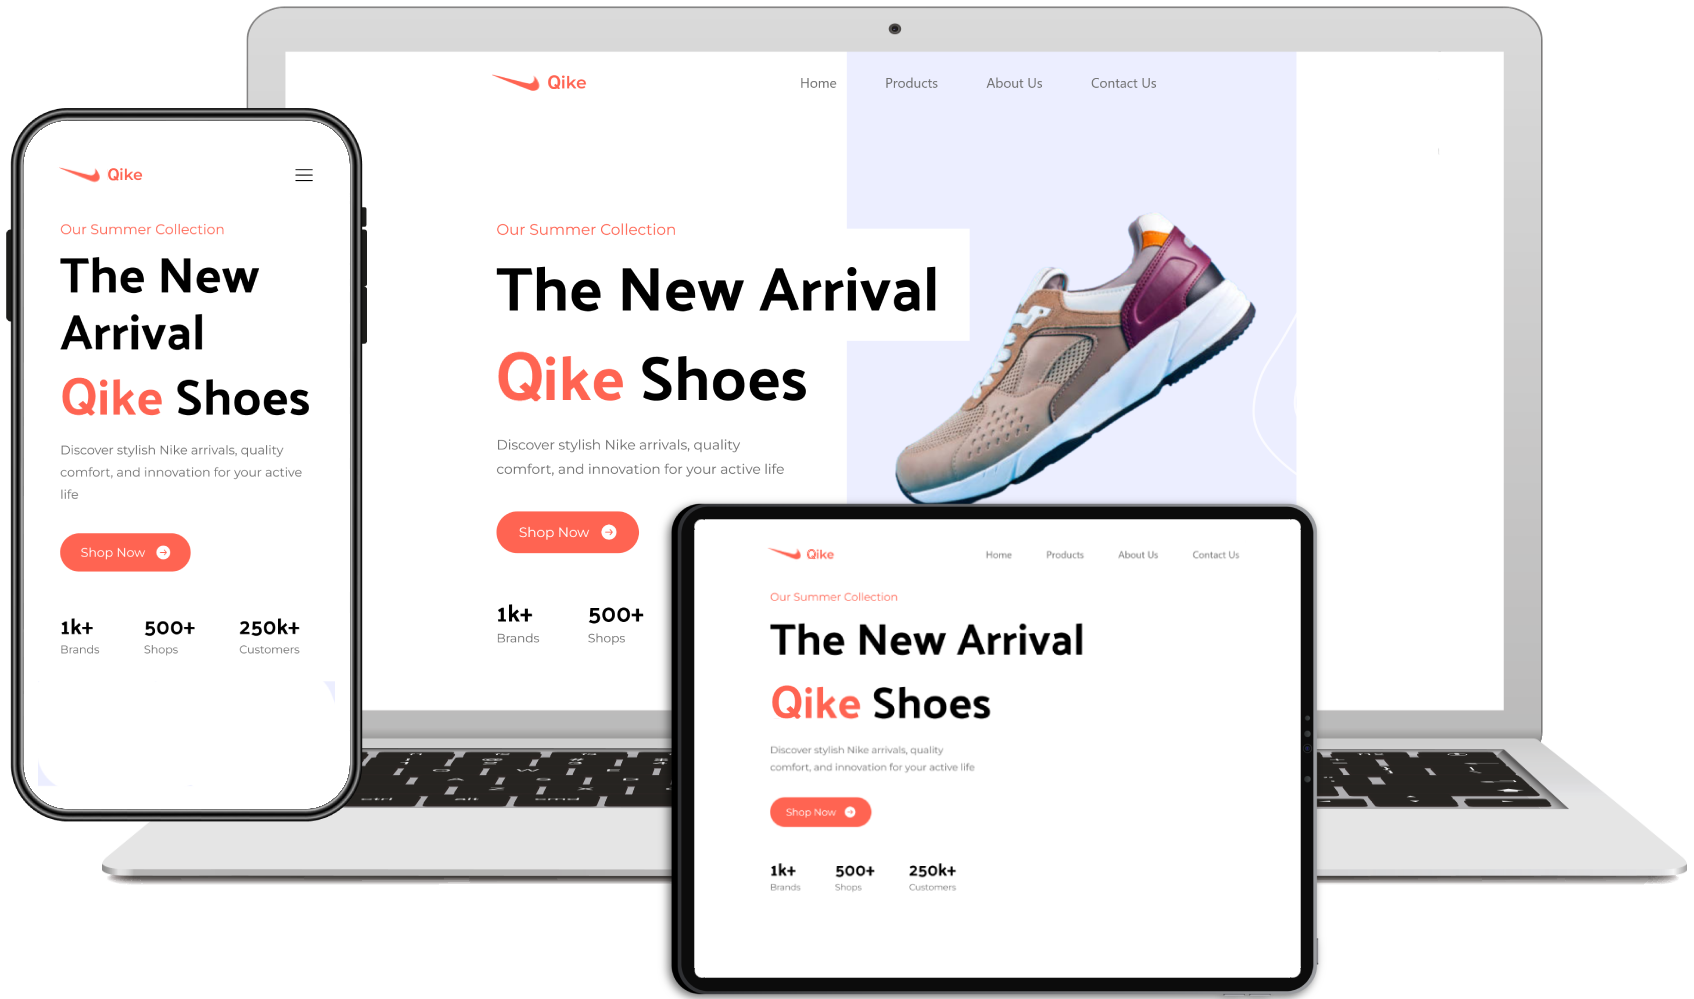 Qike
Home Products About Us Contact Us
Our Summer Collection
The New Arrival
Qike Shoes
Discover stylish Nike arrivals, quality
comfort, and innovation for your active life
Shop Now
1k+ 500+
Brands Shops
Qike
Our Summer Collection
The New
Arrival
Qike Shoes
Discover stylish Nike arrivals, quality
comfort, and innovation for your active
life
Shop Now
1k+ 500+ 250k+
Brands Shops Customers
Qike
Home Products About Us Contact Us
Our Summer Collection
The New Arrival
Qike Shoes
Discover stylish Nike arrivals, quality
comfort, and innovation for your active life
Shop Now
1k+ 500+ 250k+
Brands Shops Customers